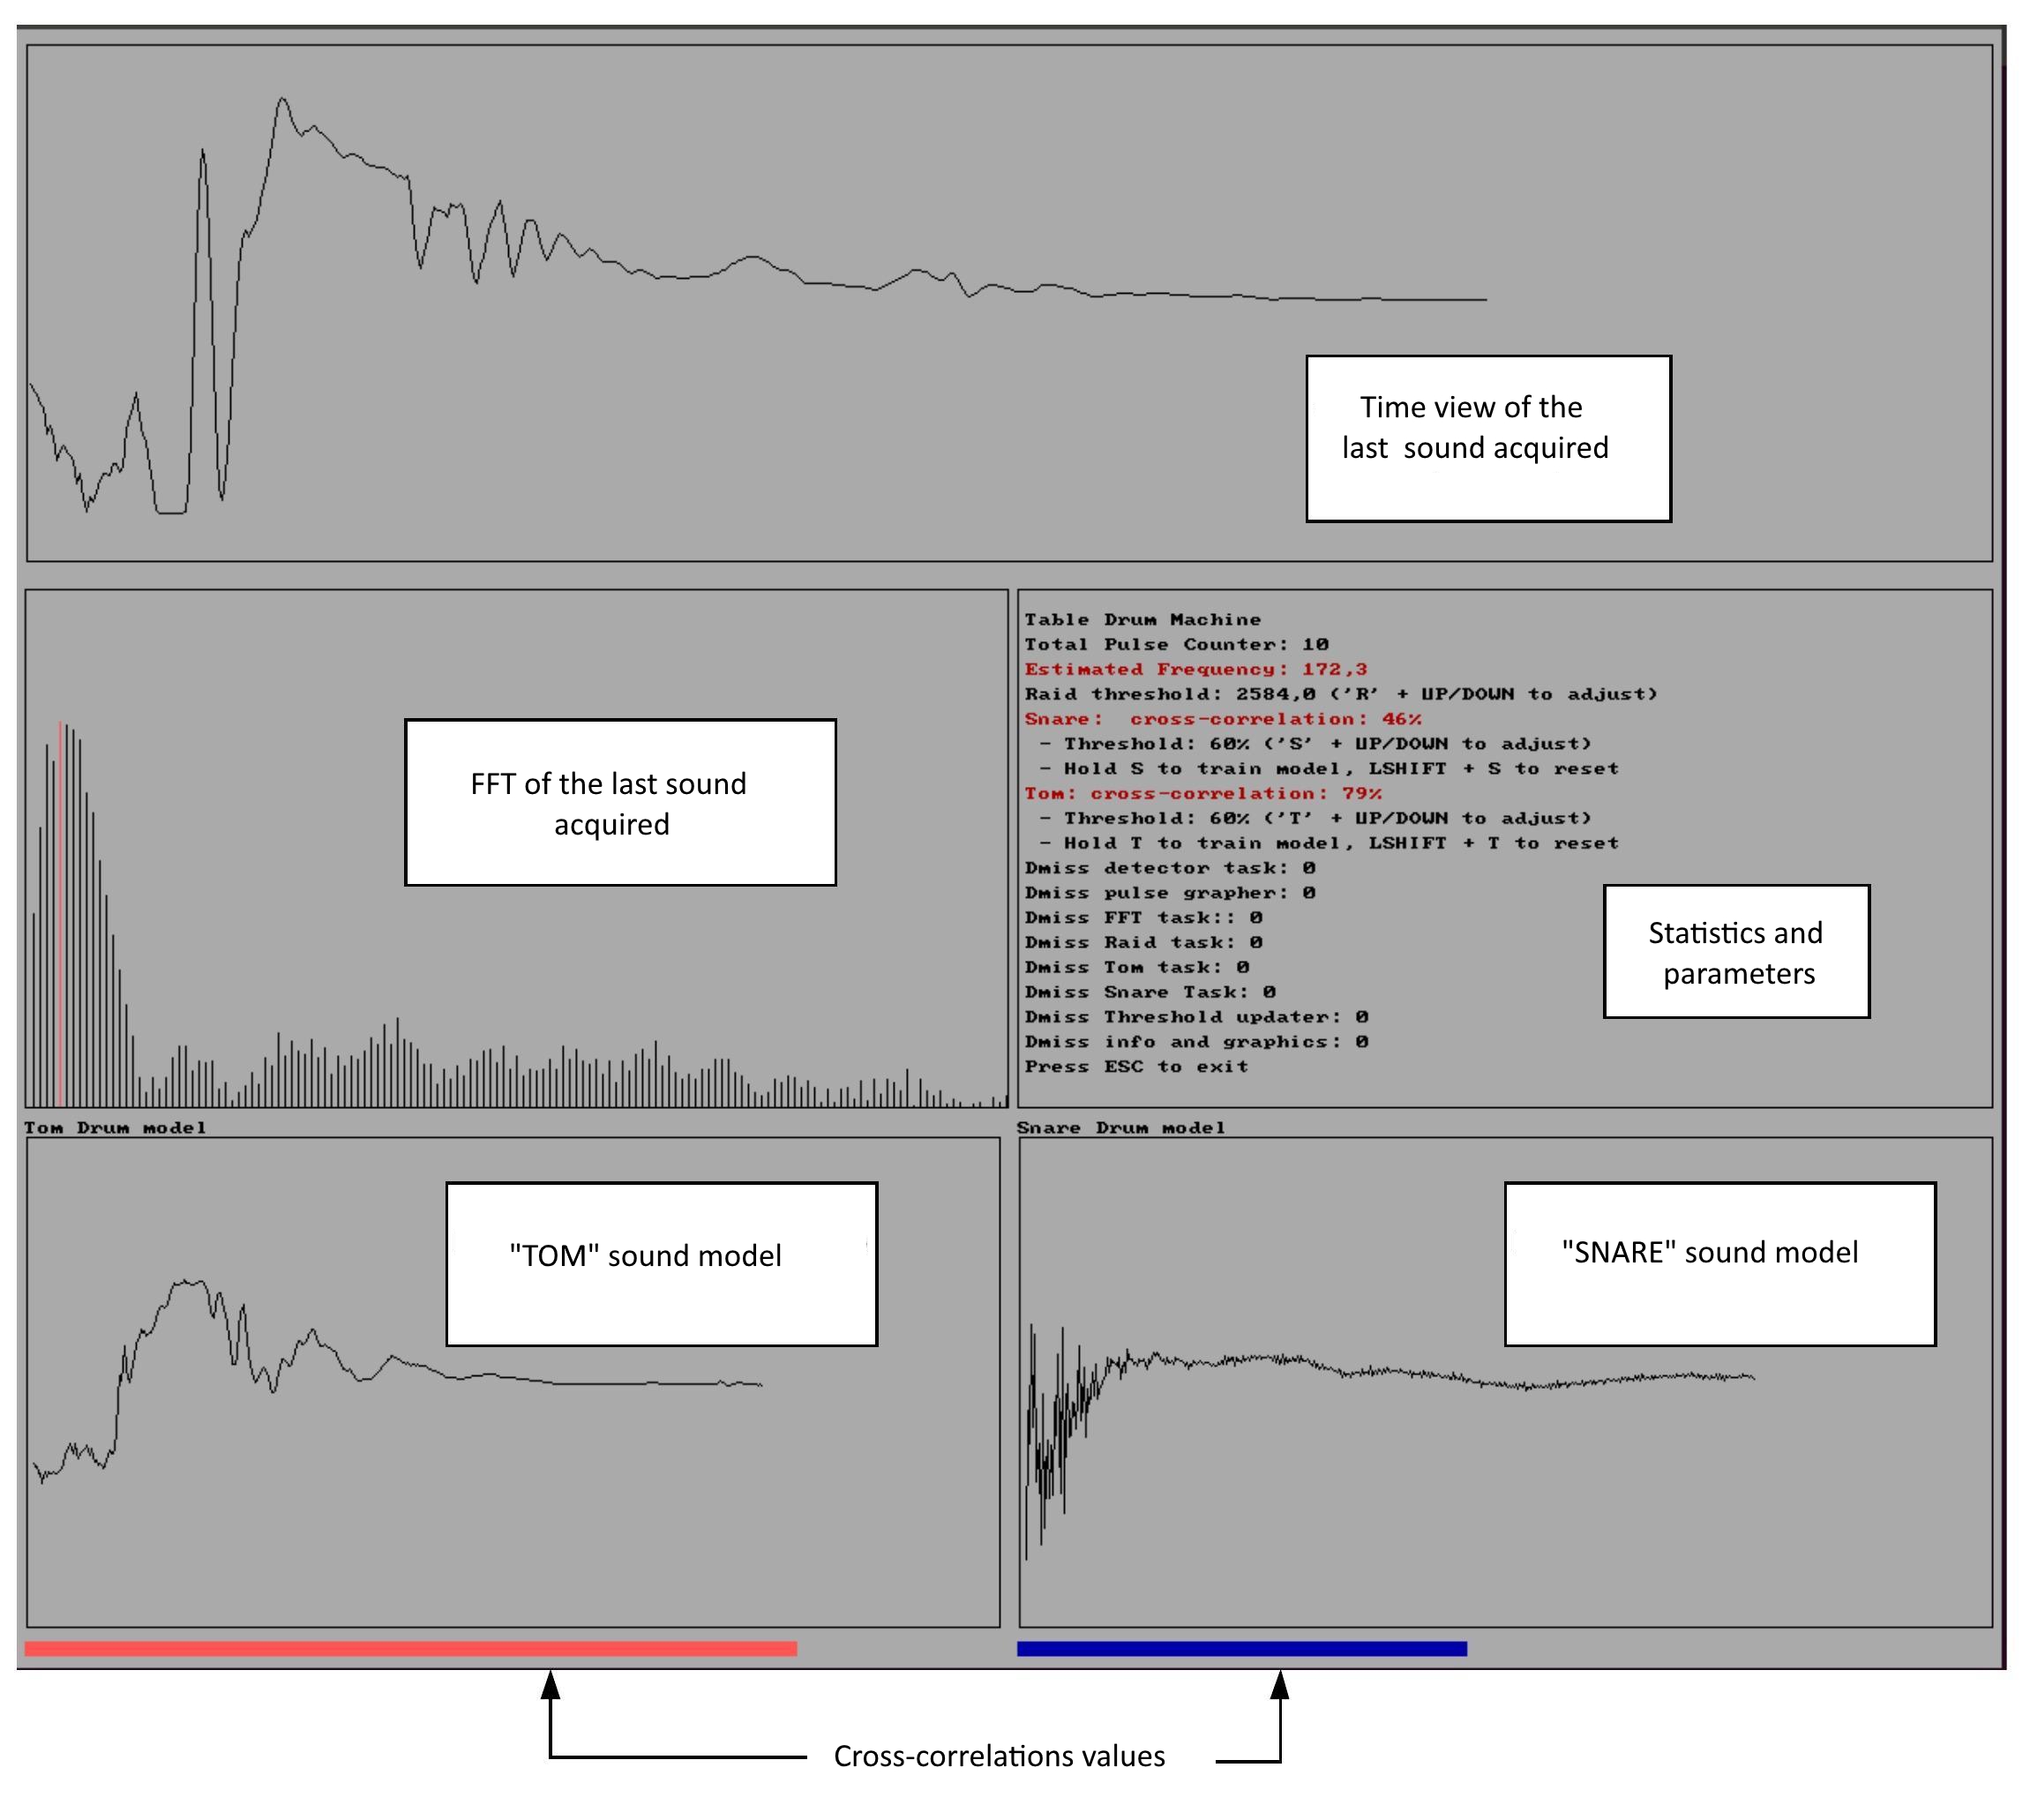 Time view of the
last sound acquired
FFT of the last sound
acquired
Table Drum Machine
Total Pulse Counter: 10
Estimated Frequency: 172,3
Raid threshold: 2584,0 ('R' + UP/DOWN to adjust)
Snare: cross-correlation: 46%
- Threshold: 60% ('S' + UP/DOWN to adjust)
- Hold S to train model, LSHIFT + S to reset
Tom: cross-correlation: 79%
- Threshold: 60% ('T' + UP/DOWN to adjust)
- Hold T to train model, LSHIFT + T to reset
Dmiss detector task: 0
Dmiss pulse grapher: 0
Dmiss FFT task:: 0
Dmiss Raid task: 0
Dmiss Tom task: 0
Dmiss Snare Task: 0
Dmiss Threshold updater: 0
Dmiss info and graphics: 0
Press ESC to exit
Statistics and
parameters
Tom Drum model
"TOM" sound model
Snare Drum model
"SNARE" sound model
Cross-correlations values